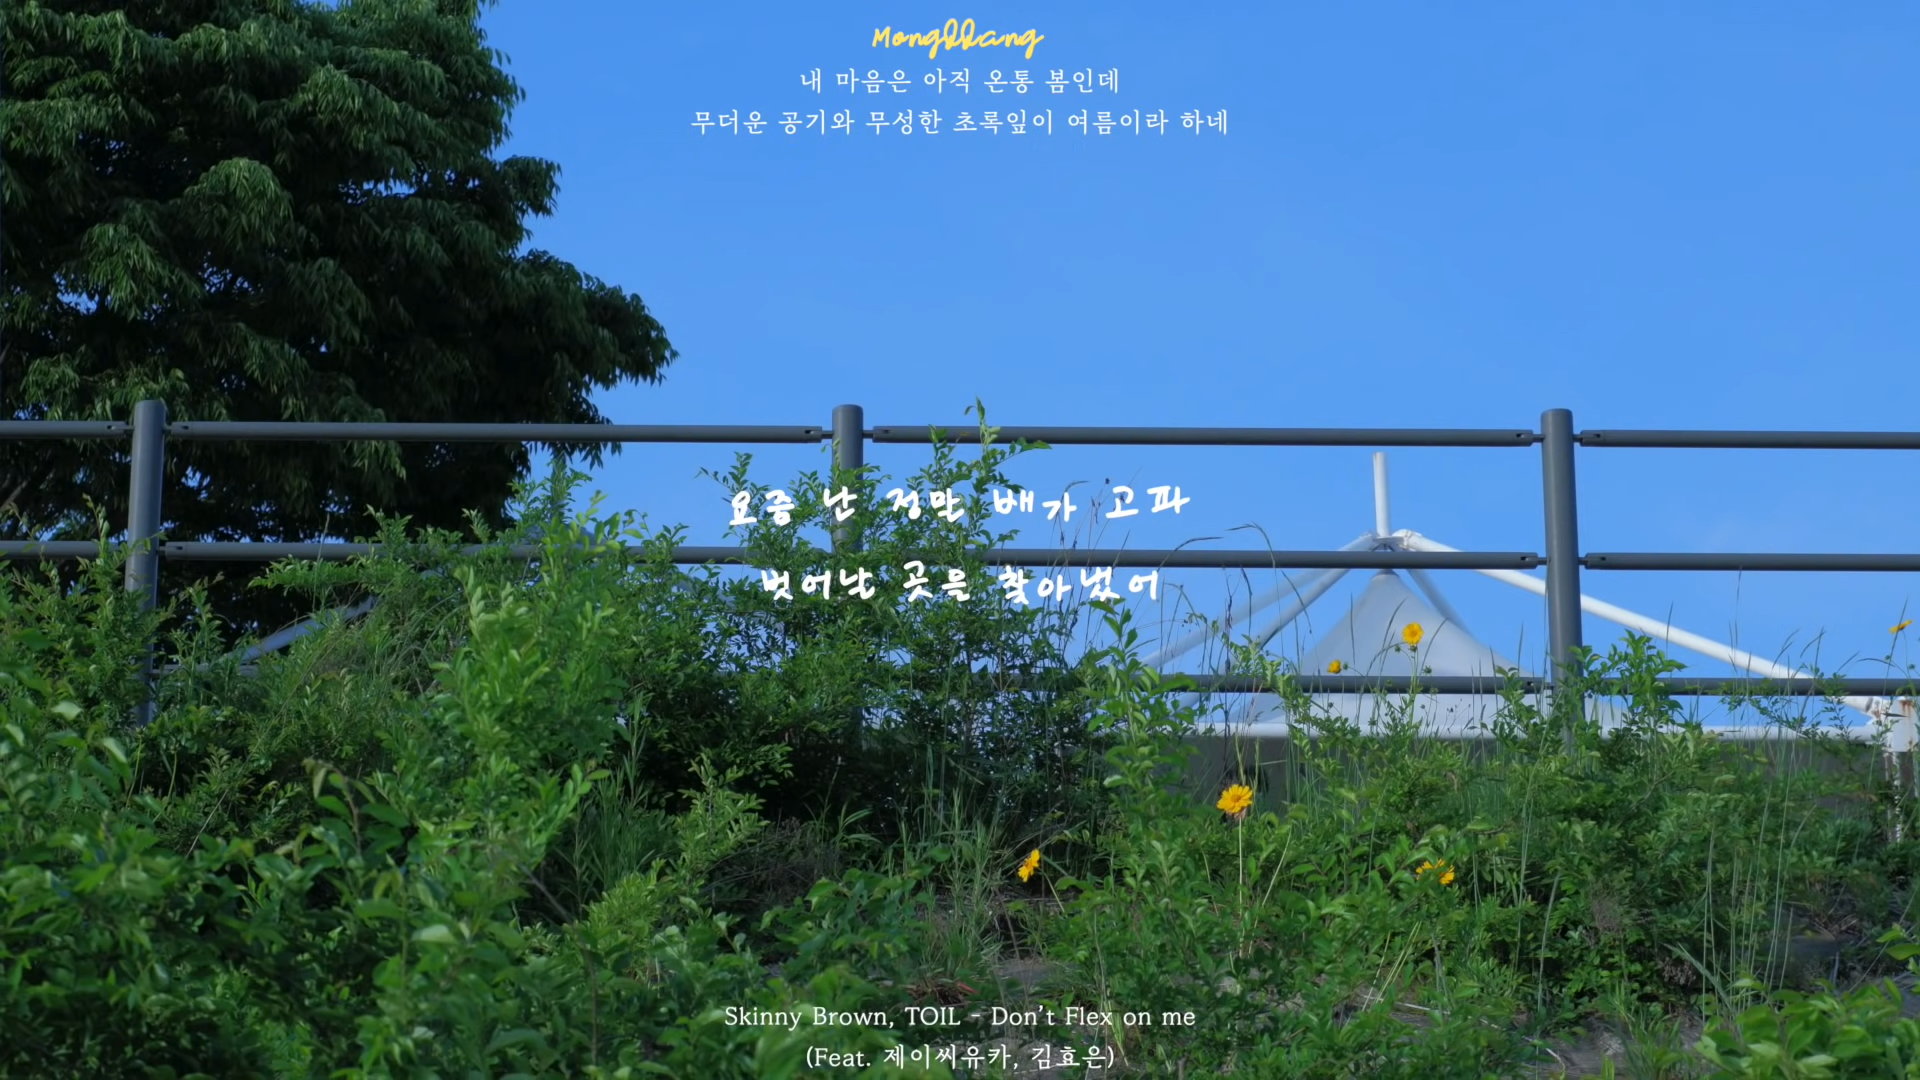 Mongllang
내 마음은 아직 온통 봄인데
무더운 공기와 무성한 초록잎이 여름이라 하네
요즘 난 정말 배가 고파
벗어난 곳을 찾아냈어
Skinny Brown, TOIL - Don’t Flex on me
(Feat. 제이씨유카, 김효은)